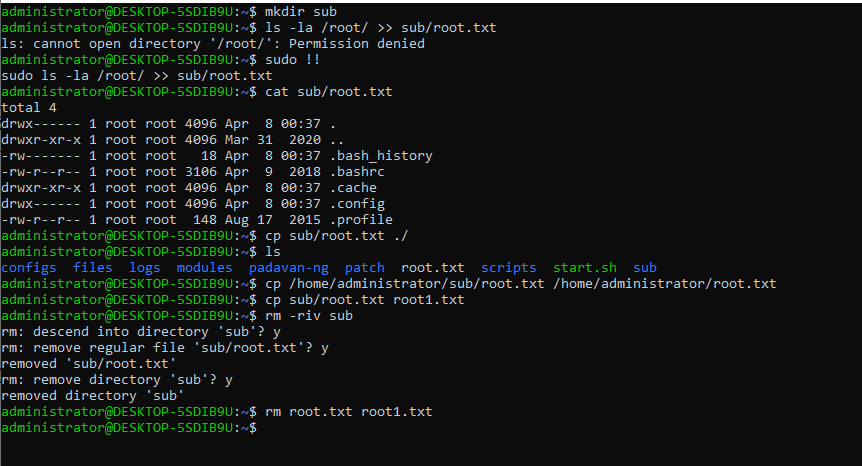 administrator@DESKTOP-5SDIB9U:~$ mkdir sub
administrator@DESKTOP-5SDIB9U:~$ ls -la /root/ >> sub/root.txt
ls: cannot open directory '/root/': Permission denied
administrator@DESKTOP-5SDIB9U:~$ sudo !!
sudo ls -la /root/ >> sub/root.txt
administrator@DESKTOP-5SDIB9U:~$ cat sub/root.txt
total 4
drwx------ 1 root root 4096 Apr  8 00:37 .
drwxr-xr-x 1 root root 4096 Mar 31  2020 ..
-rw------- 1 root root   18 Apr  8 00:37 .bash_history
-rw-r--r-- 1 root root 3106 Apr  9  2018 .bashrc
drwxr-xr-x 1 root root 4096 Apr  8 00:37 .cache
drwx------ 1 root root 4096 Apr  8 00:37 .config
-rw-r--r-- 1 root root  148 Aug 17  2015 .profile
administrator@DESKTOP-5SDIB9U:~$ cp sub/root.txt ./
administrator@DESKTOP-5SDIB9U:~$ ls
configs  files  logs  modules  padavan-ng  patch  root.txt  scripts  start.sh  sub
administrator@DESKTOP-5SDIB9U:~$ cp /home/administrator/sub/root.txt /home/administrator/root.txt
administrator@DESKTOP-5SDIB9U:~$ cp sub/root.txt root1.txt
administrator@DESKTOP-5SDIB9U:~$ rm -riv sub
rm: descend into directory 'sub'? y
rm: remove regular file 'sub/root.txt'? y
removed 'sub/root.txt'
rm: remove directory 'sub'? y
removed directory 'sub'
administrator@DESKTOP-5SDIB9U:~$ rm root.txt root1.txt
administrator@DESKTOP-5SDIB9U:~$